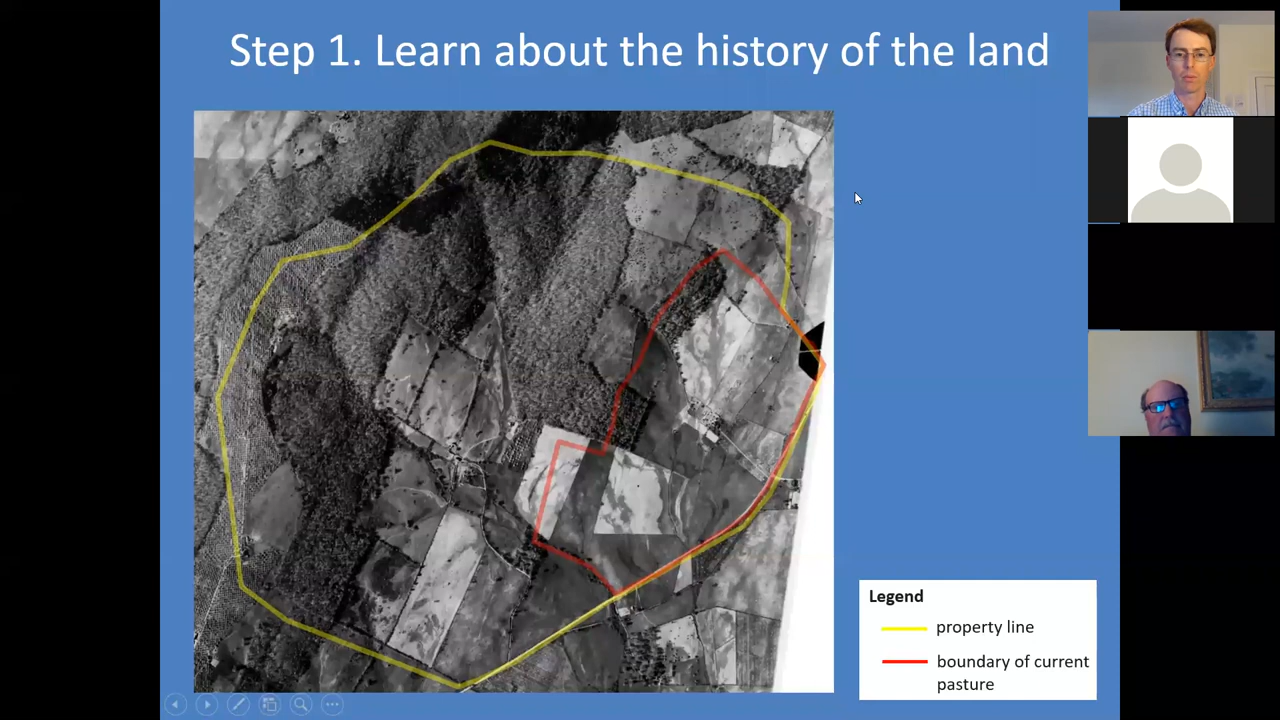 Step 1. Learn about the history of the land
Legend
property line
boundary of current
pasture